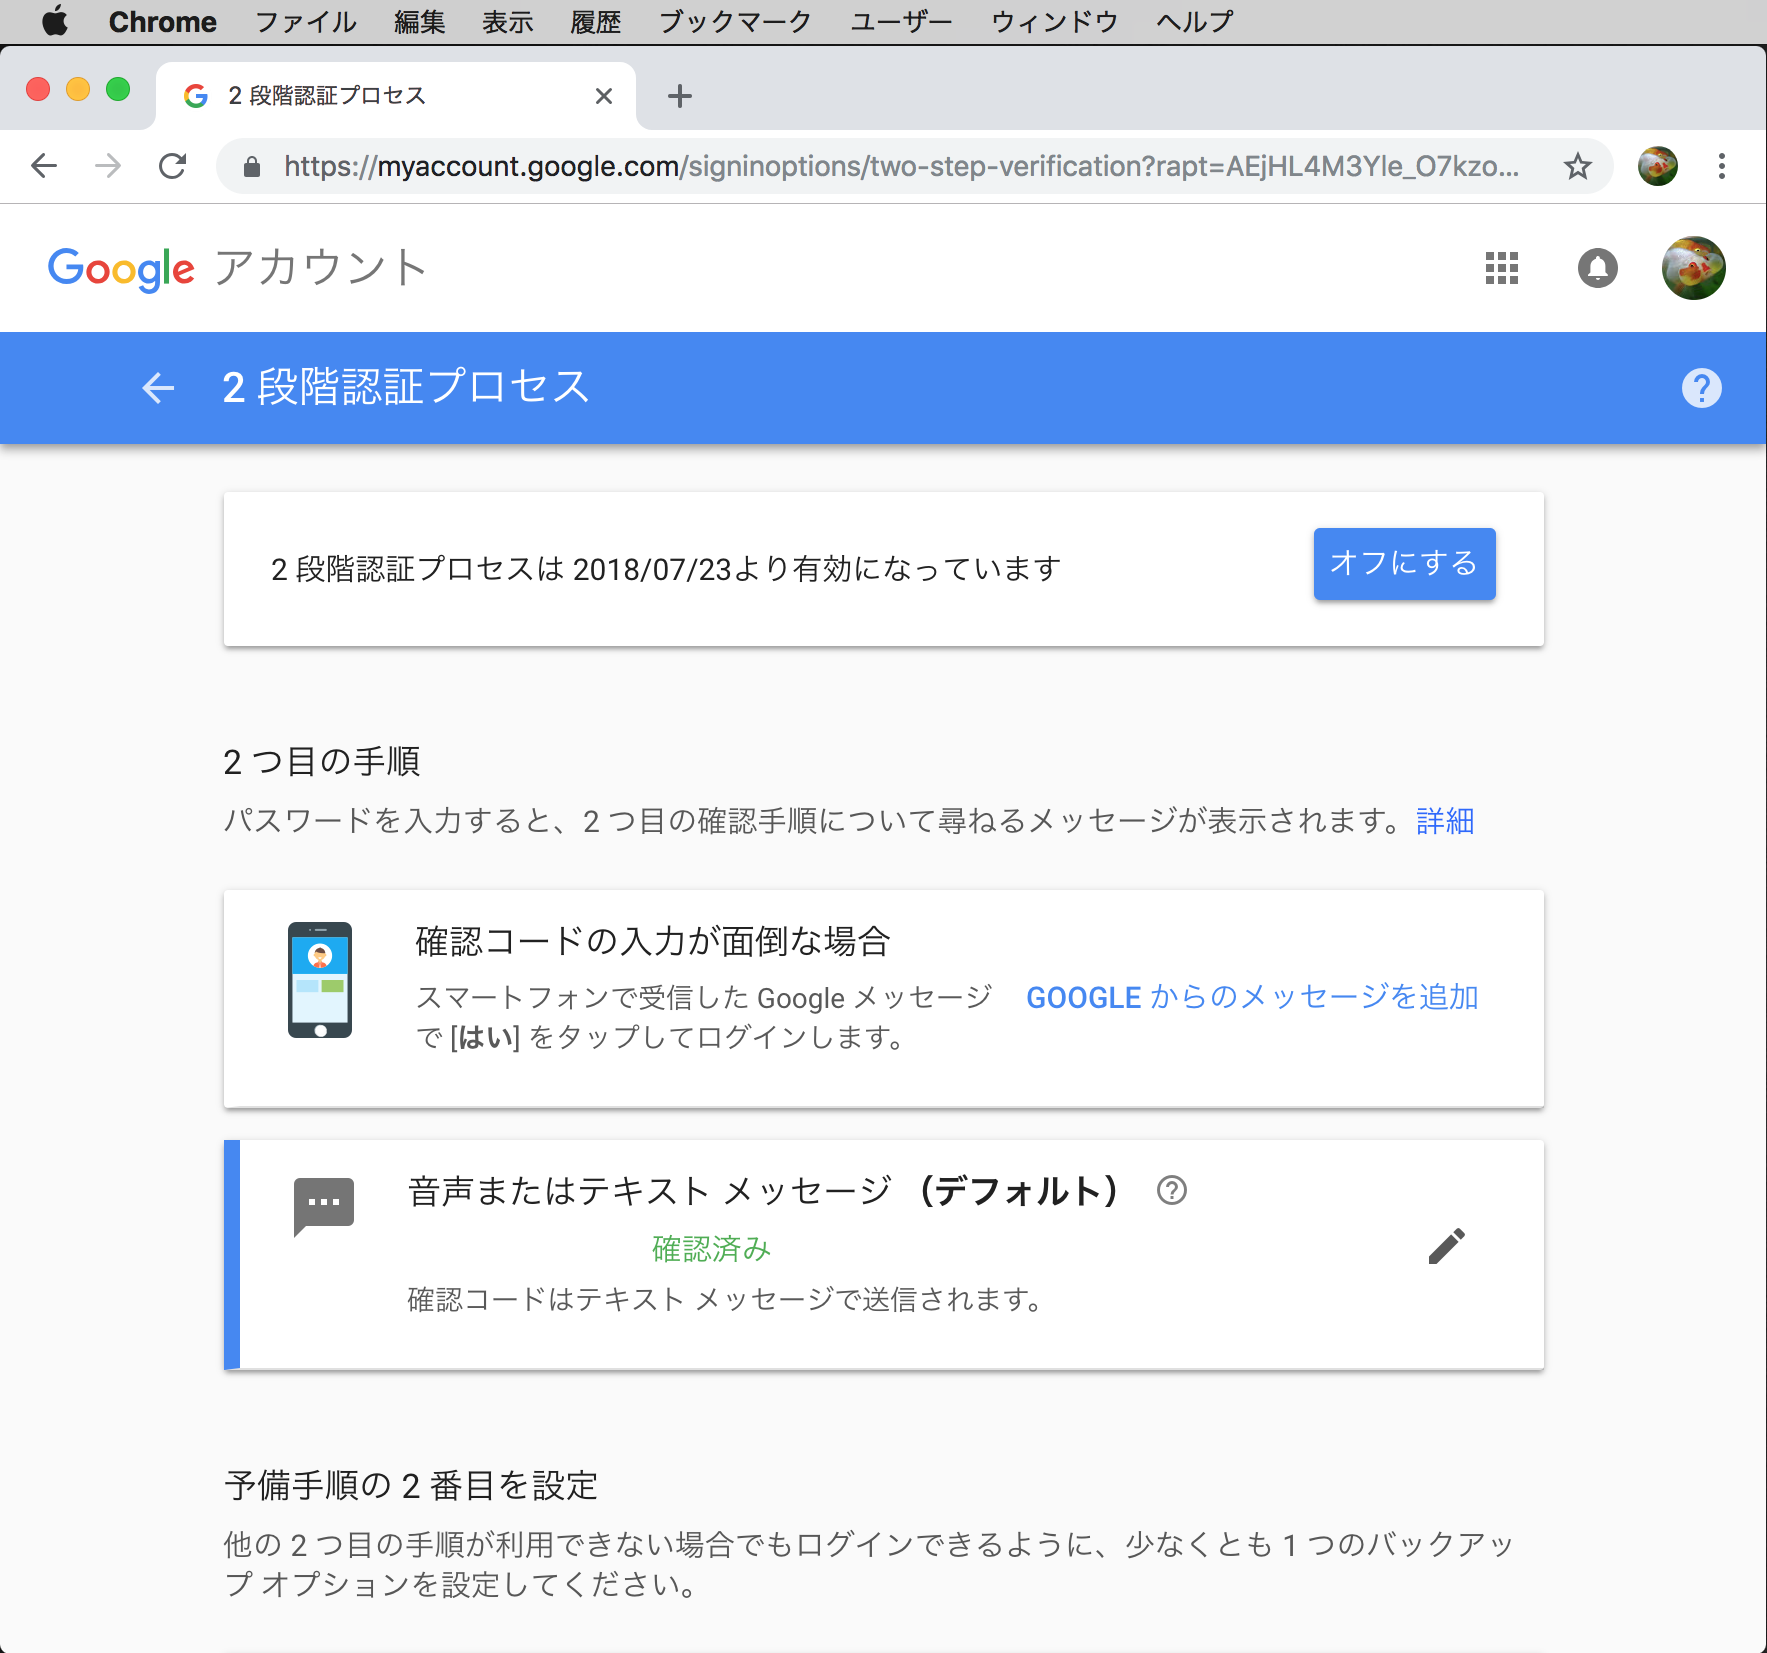 Chrome ファイル 編集 表示 履歴 ブックマーク ユーザー ウィンドウ ヘルプ
2 段階認証プロセス
https://myaccount.google.com/signinoptions/two-step-verification?rapt=AEjHL4M3Yle_O7kzo...
Google アカウント
2 段階認証プロセス
2 段階認証プロセスは 2018/07/23より有効になっています
オフにする
2 つ目の手順
パスワードを入力すると、2 つ目の確認手順について尋ねるメッセージが表示されます。詳細
確認コードの入力が面倒な場合
スマートフォンで受信した Google メッセージ
で [はい] をタップしてログインします。
GOOGLE からのメッセージを追加
音声またはテキスト メッセージ （デフォルト）
確認済み
確認コードはテキスト メッセージで送信されます。
予備手順の 2 番目を設定
他の 2 つ目の手順が利用できない場合でもログインできるように、少なくとも 1 つのバックアッ
プ オプションを設定してください。